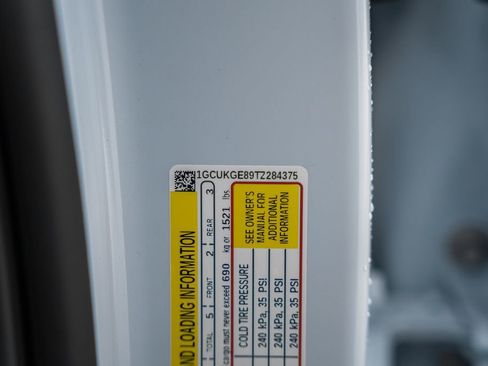 1GCUKGE89TZ284375
ND LOADING INFORMATION
TOTAL 5 FRONT 2 REAR 3
cargo must never exceed 690 kg or 1521 lbs
COLD TIRE PRESSURE
240 kPa, 35 PSI
240 kPa, 35 PSI
240 kPa, 35 PSI
SEE OWNER'S
MANUAL FOR
ADDITIONAL
INFORMATION